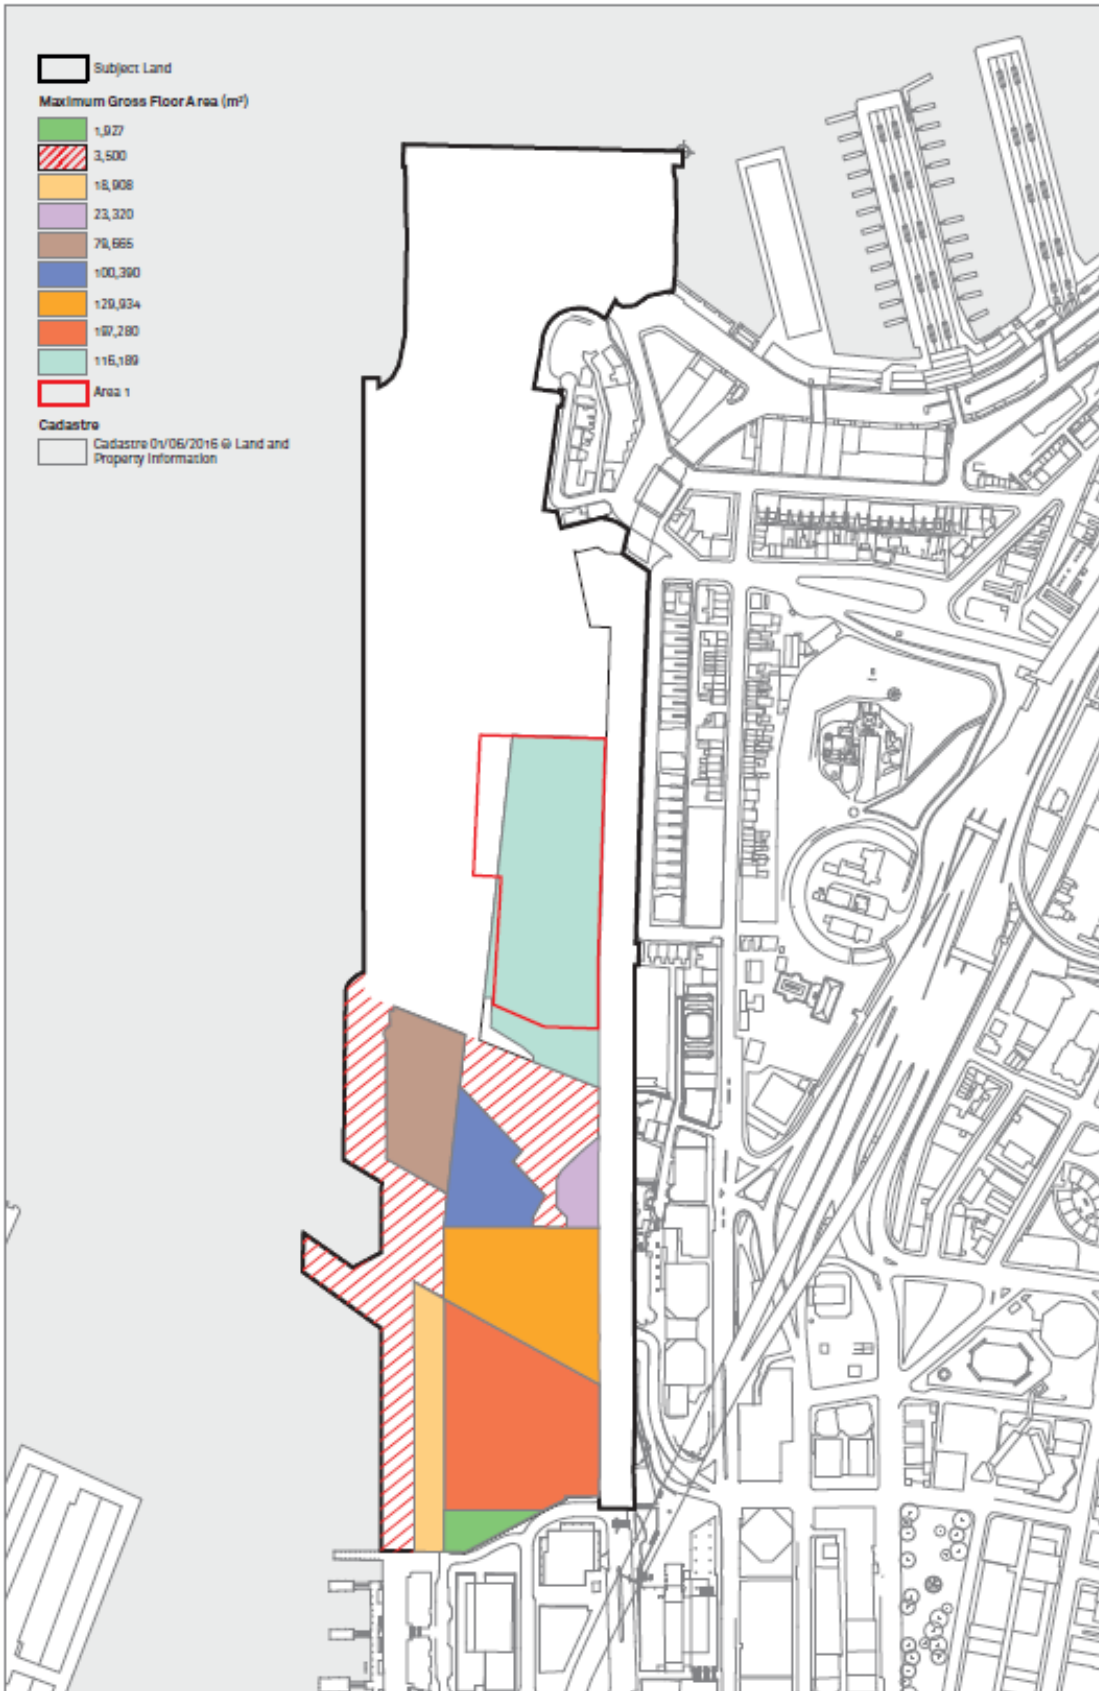 Subject Land
Maximum Gross Floor Area (m²)
1,927
3,500
18,908
23,320
79,665
100,390
129,934
197,280
116,189
Area 1
Cadastre
Cadastre 01/06/2016 © Land and
Property Information